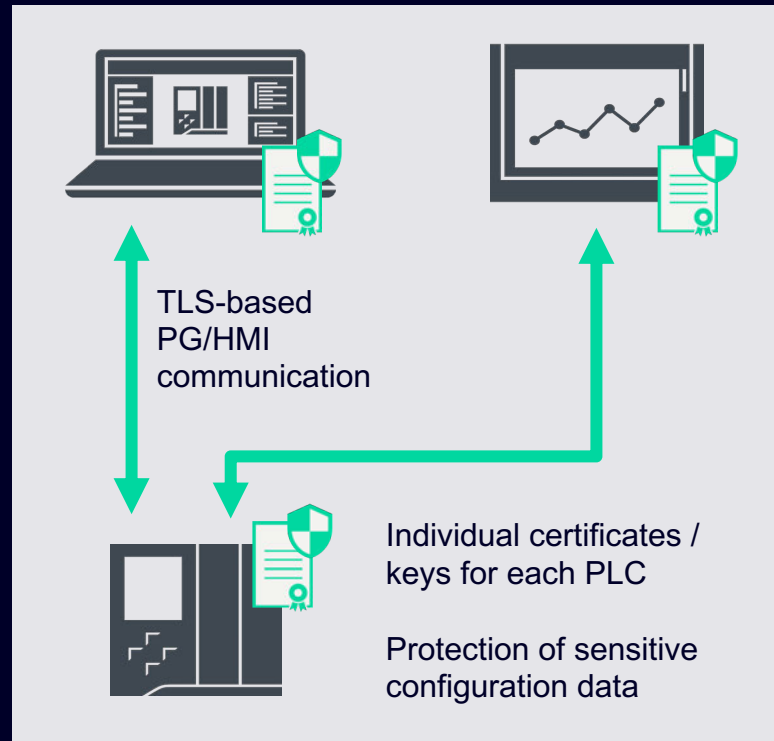 TLS-based
PG/HMI
communication
Individual certificates /
keys for each PLC
Protection of sensitive
configuration data